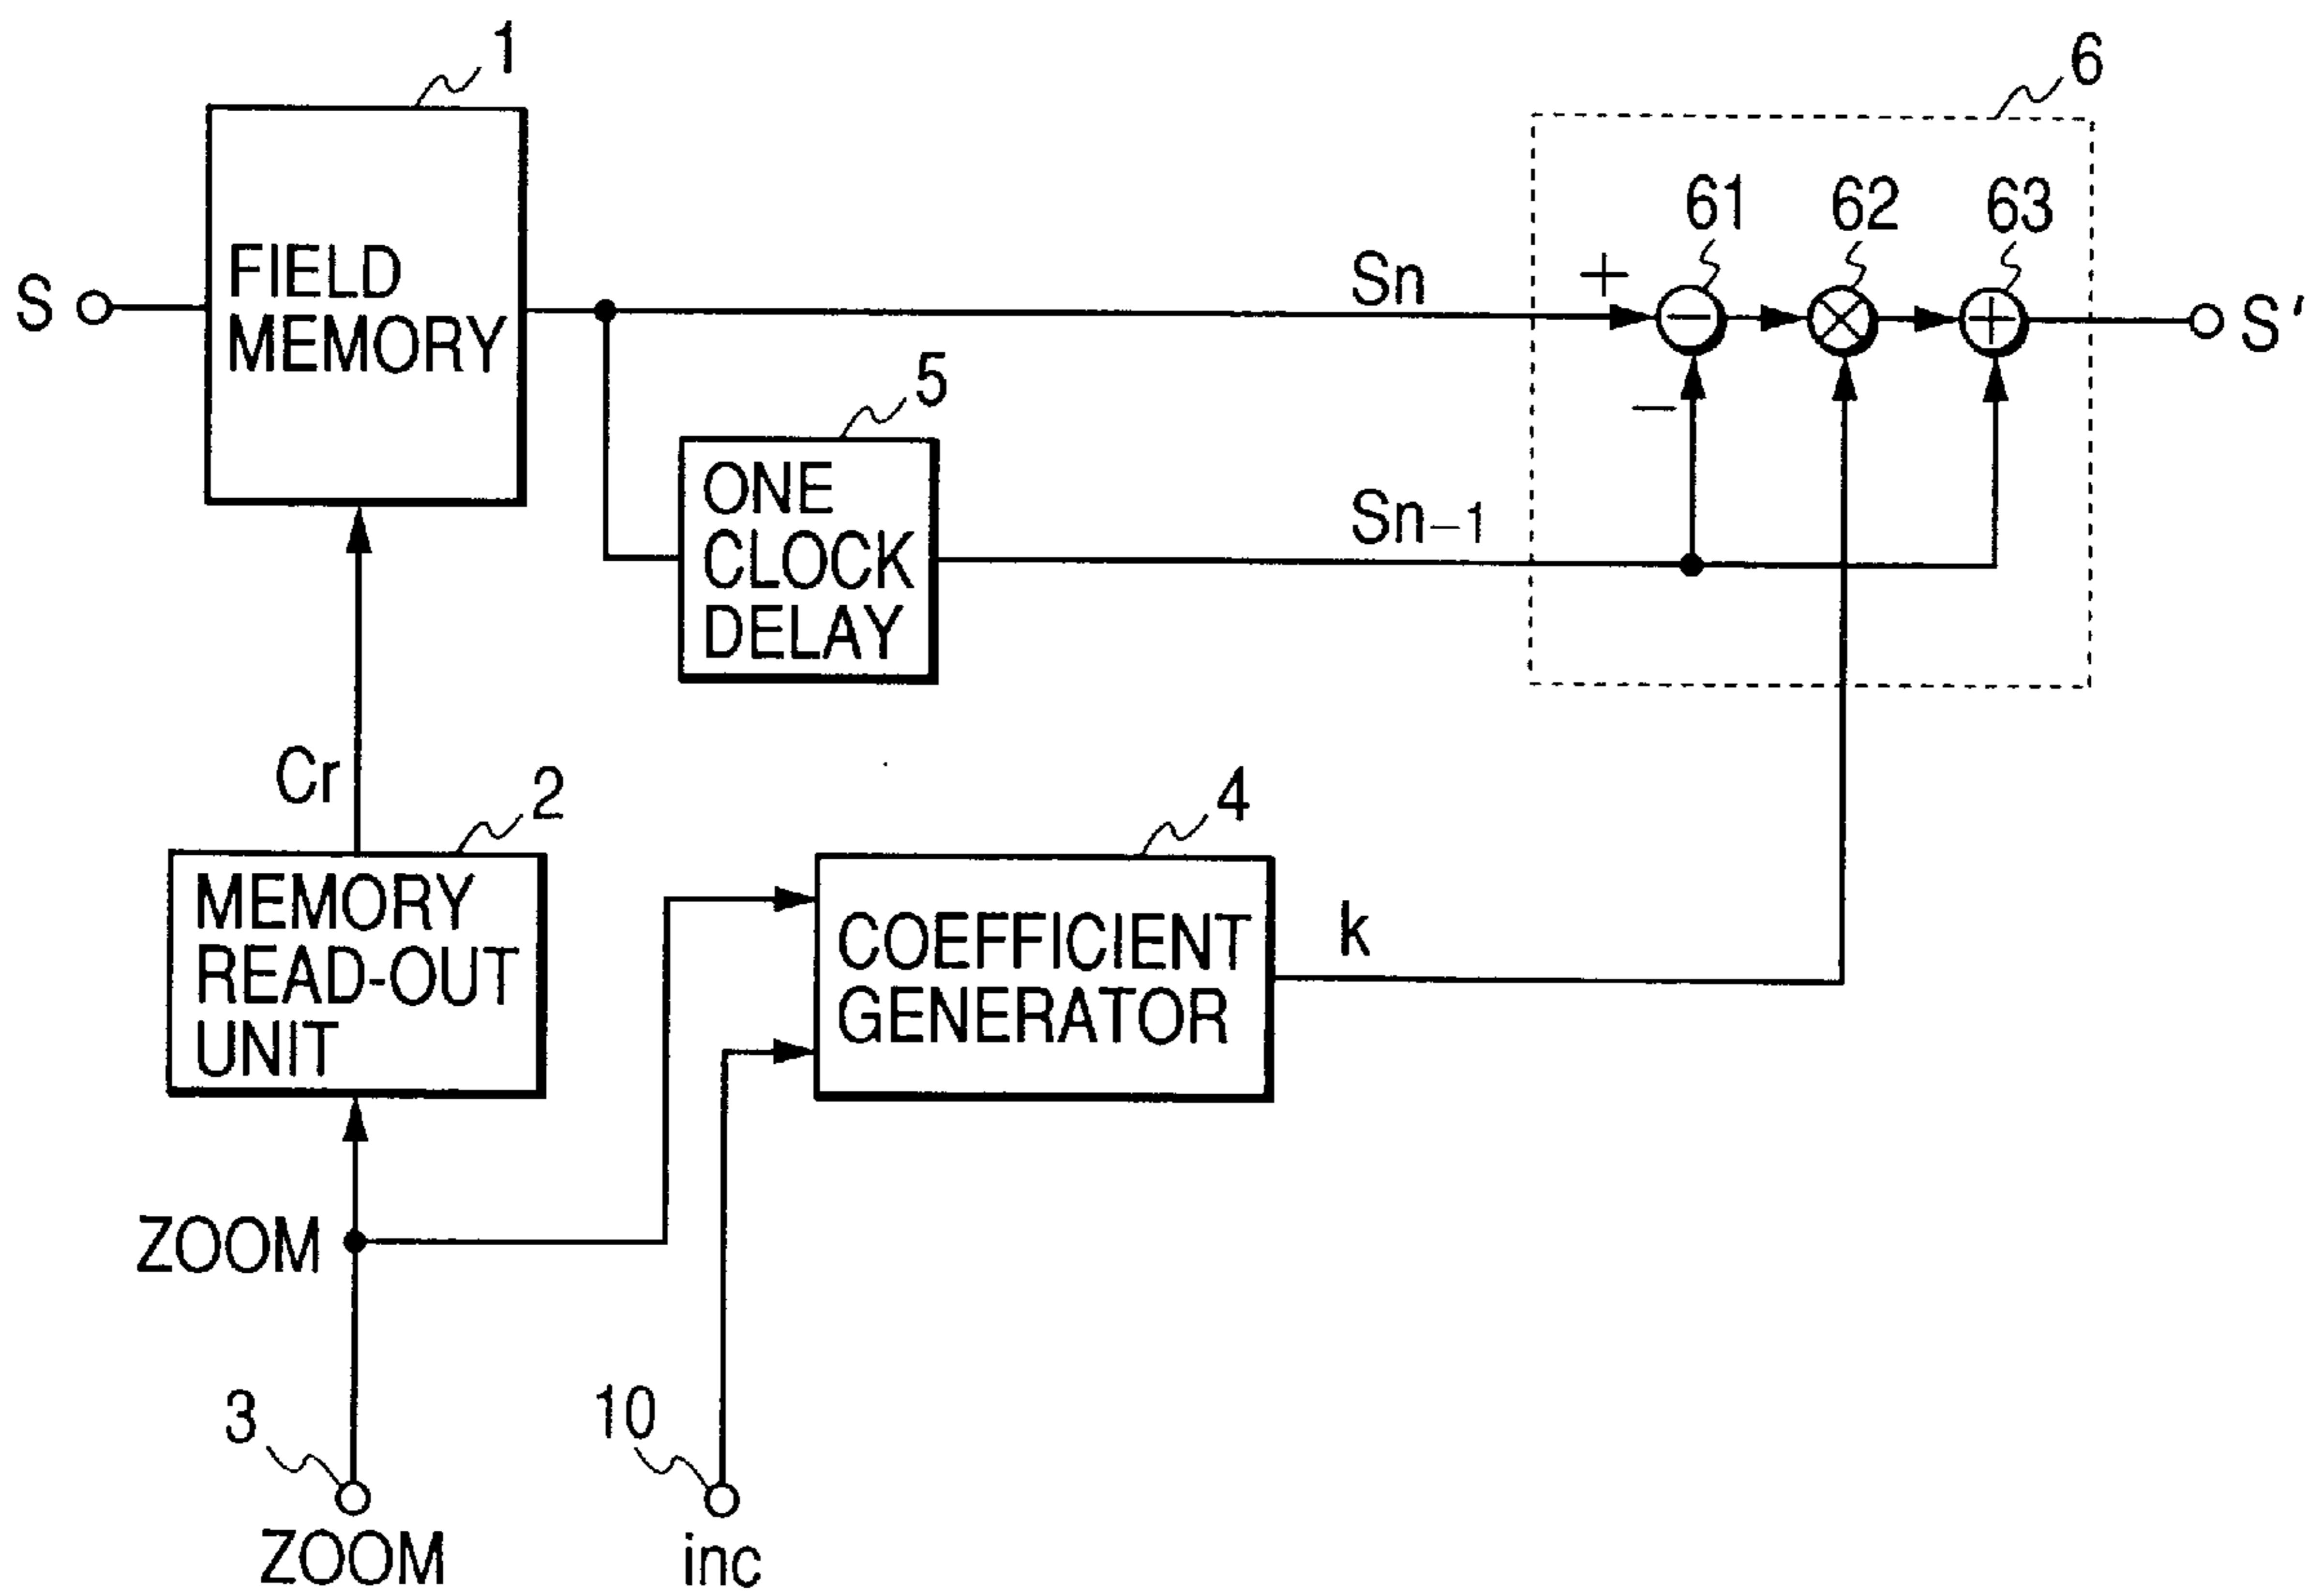 1
6
FIELD
MEMORY
S
61
62
63
Sn
+
−
S'
5
ONE
CLOCK
DELAY
Sn−1
−
Cr
2
4
MEMORY
READ-OUT
UNIT
COEFFICIENT
GENERATOR
k
ZOOM
3
10
ZOOM
inc